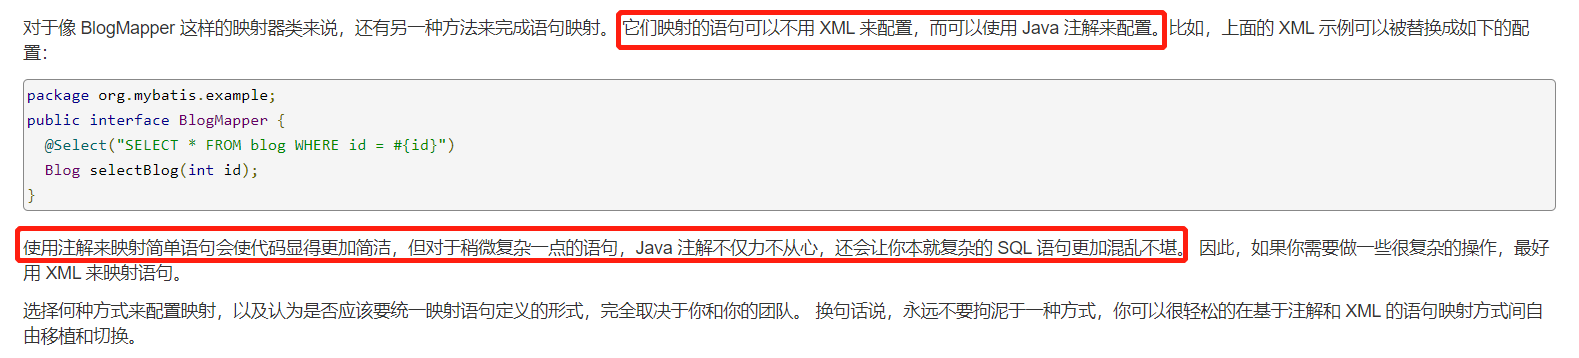 对于像 BlogMapper 这样的映射器类来说，还有另一种方法来完成语句映射。 它们映射的语句可以不用 XML 来配置，而可以使用 Java 注解来配置。比如，上面的 XML 示例可以被替换成如下的配
置：
package org.mybatis.example;
public interface BlogMapper {
  @Select("SELECT * FROM blog WHERE id = #{id}")
  Blog selectBlog(int id);
}
使用注解来映射简单语句会使代码显得更加简洁，但对于稍微复杂一点的语句，Java 注解不仅力不从心，还会让你本就复杂的 SQL 语句更加混乱不堪。 因此，如果你需要做一些很复杂的操作，最好
用 XML 来映射语句。
选择何种方式来配置映射，以及认为是否应该要统一映射语句定义的形式，完全取决于你和你的团队。 换句话说，永远不要拘泥于一种方式，你可以很轻松的在基于注解和 XML 的语句映射方式间自
由移植和切换。